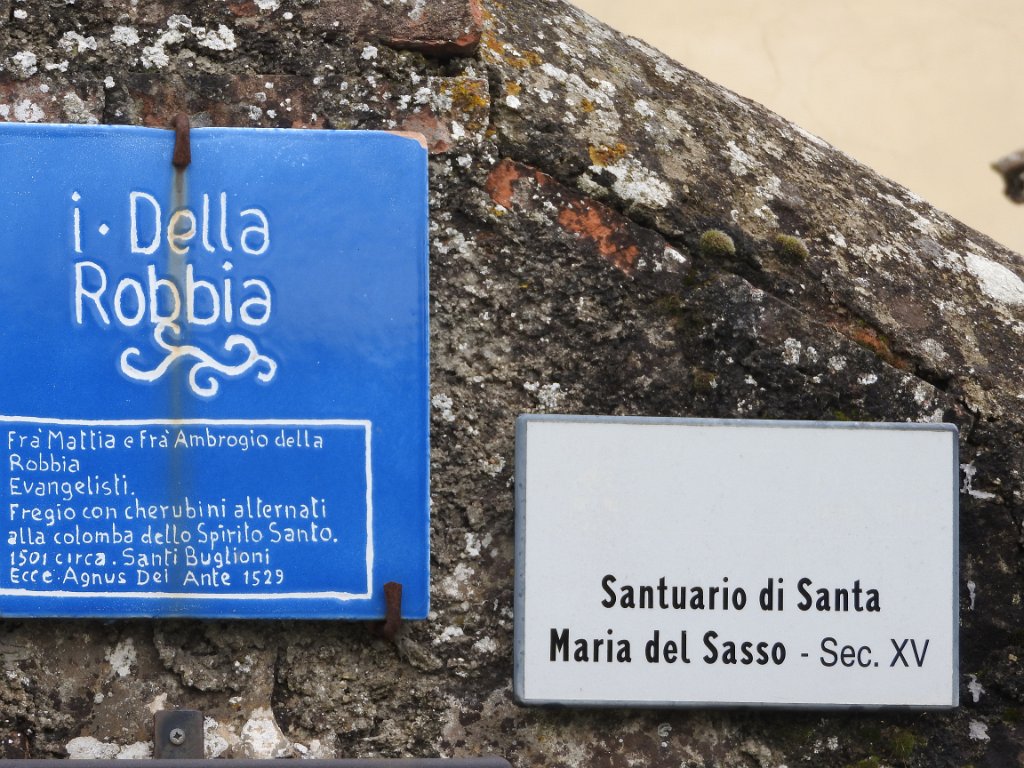 i · Della
Robbia
Frà Mattia e Frà Ambrogio della
Robbia
Evangelisti.
Fregio con cherubini alternati
alla colomba dello Spirito Santo.
1501 circa. Santi Buglioni
Ecce Agnus Dei Ante 1529
Santuario di Santa
Maria del Sasso - Sec. XV